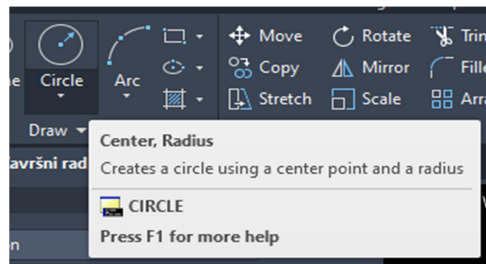 Circle
Arc
Move
Rotate
Copy
Mirror
Stretch
Scale
Draw
Center, Radius
Creates a circle using a center point and a radius
CIRCLE
Press F1 for more help
rad